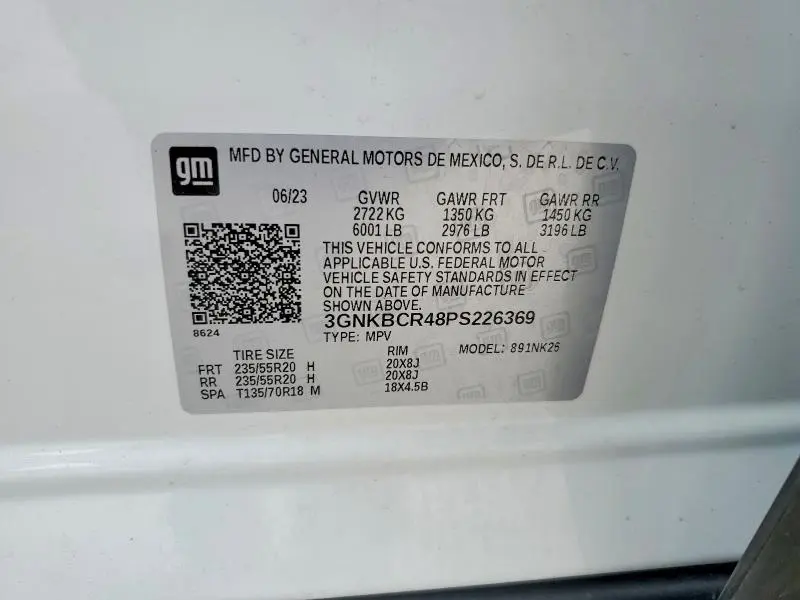 gm MFD BY GENERAL MOTORS DE MEXICO, S. DE R.L. DE C.V.
06/23 GVWR GAWR FRT GAWR RR
2722 KG 1350 KG 1450 KG
6001 LB 2976 LB 3196 LB
THIS VEHICLE CONFORMS TO ALL
APPLICABLE U.S. FEDERAL MOTOR
VEHICLE SAFETY STANDARDS IN EFFECT
ON THE DATE OF MANUFACTURE
SHOWN ABOVE.
8624
3GNKBCR48PS226369
TYPE: MPV MODEL: 891NK26
TIRE SIZE RIM
FRT 235/55R20 H 20X8J
RR 235/55R20 H 20X8J
SPA T135/70R18 M 18X4.5B